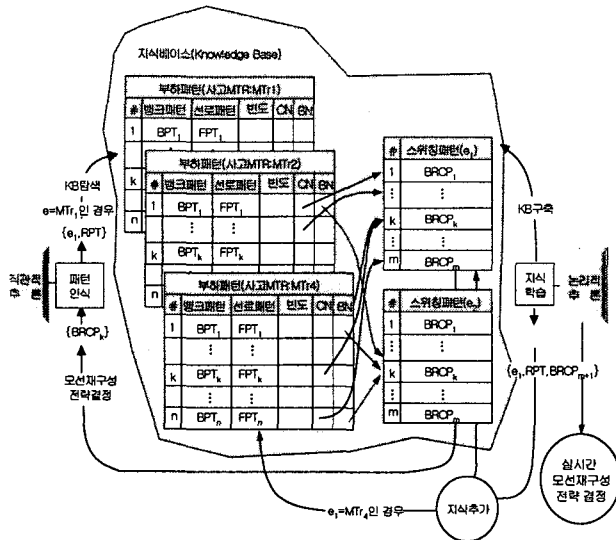 지식베이스(Knowledge Base)
부하패턴(사고MTR:MTr1)
# 뱅크패턴 선로패턴 빈도 CN BN
1 BPT₁ FPT₁
k
n
부하패턴(사고MTR:MTr2)
# 뱅크패턴 선로패턴 빈도 CN BN
1 BPT₁ FPT₁
⋮ ⋮
k BPTₖ FPTₖ
n
부하패턴(사고MTR:MTr4)
# 뱅크패턴 선로패턴 빈도 CN BN
1 BPT₁ FPT₁
⋮ ⋮
k BPTₖ FPTₖ
⋮ ⋮
n BPTₙ FPTₙ
# 스위칭패턴(e₁)
1 BRCP₁
⋮ ⋮
k BRCPₖ
⋮ ⋮
m BRCPₘ
# 스위칭패턴(e₂)
1 BRCP₁
⋮ ⋮
k BRCPₖ
⋮ ⋮
m BRCPₘ
KB탐색
e=MTr₁인 경우
{e₁,RPT}
직관적
추론
패턴
인식
{BRCPₖ}
모선재구성
전략결정
KB구축
지식
학습
논리적
추론
{e₁,RPT,BRCPₘ₊₁}
실시간
모선재구성
전략 결정
지식추가
e₁=MTr₄인 경우